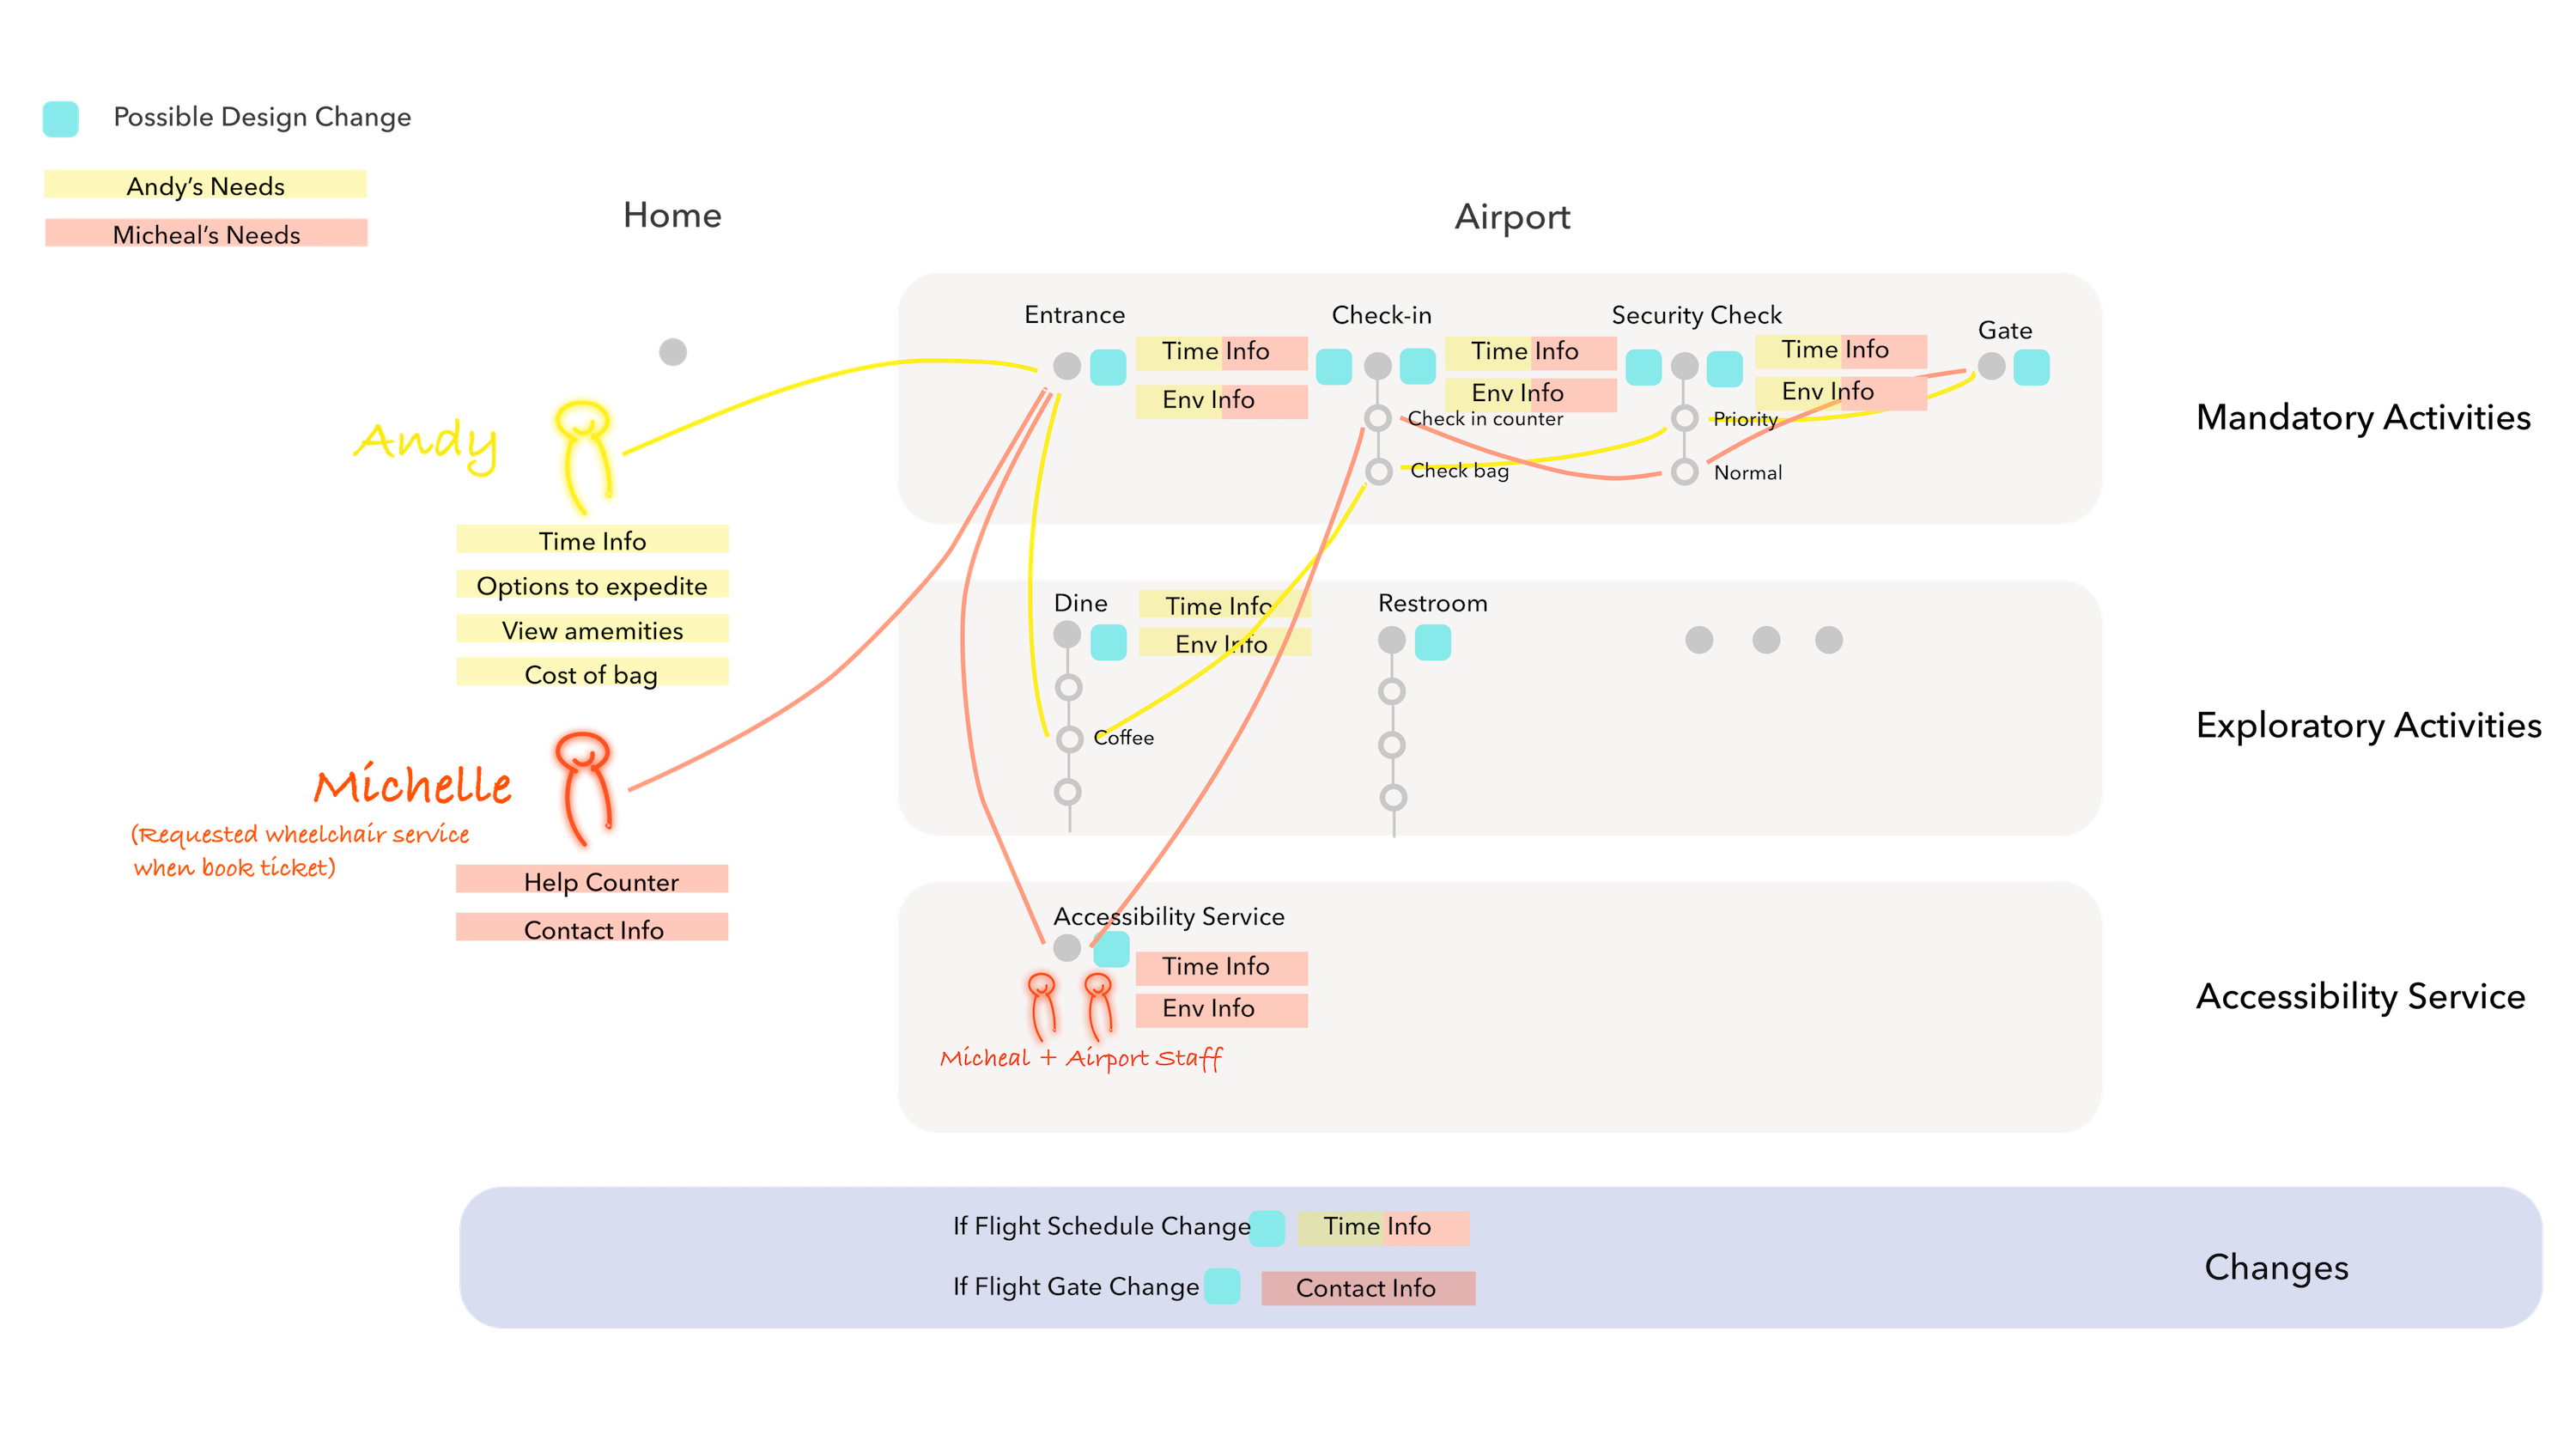 Possible Design Change
Andy's Needs
Micheal's Needs
Home
Airport
Entrance
Check-in
Security Check
Gate
Time Info
Time Info
Time Info
Env Info
Env Info
Env Info
Check in counter
Priority
Check bag
Normal
Mandatory Activities
Andy
Time Info
Options to expedite
View amemities
Cost of bag
Dine
Time Info
Env Info
Restroom
Coffee
Exploratory Activities
Michelle
(Requested wheelchair service
when book ticket)
Help Counter
Contact Info
Accessibility Service
Time Info
Env Info
Micheal + Airport Staff
Accessibility Service
If Flight Schedule Change
Time Info
If Flight Gate Change
Contact Info
Changes